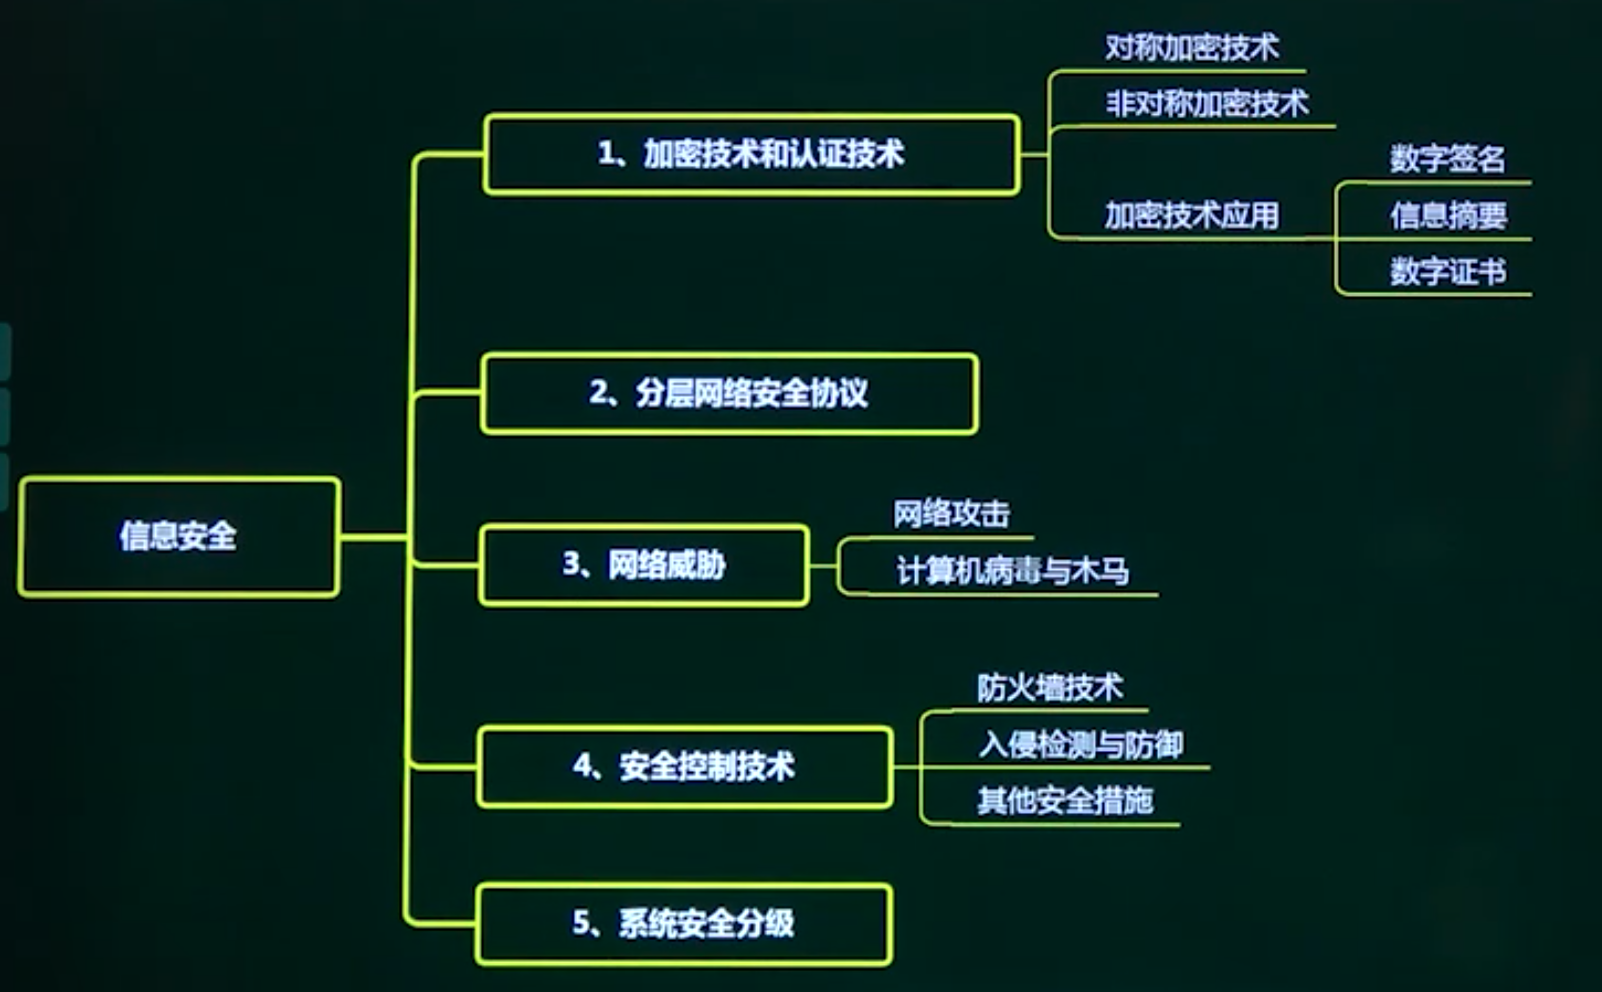 信息安全
1、加密技术和认证技术
对称加密技术
非对称加密技术
加密技术应用
数字签名
信息摘要
数字证书
2、分层网络安全协议
3、网络威胁
网络攻击
计算机病毒与木马
4、安全控制技术
防火墙技术
入侵检测与防御
其他安全措施
5、系统安全分级